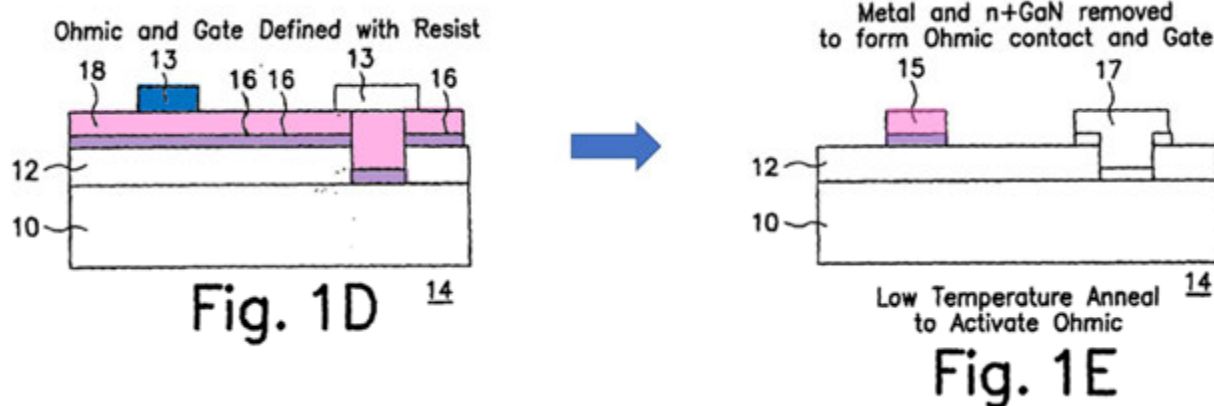 Ohmic and Gate Defined with Resist
18 13 16 16 13 16
12
10
14
Fig. 1D
Metal and n+GaN removed
to form Ohmic contact and Gate
15 17
12
10
14
Low Temperature Anneal
to Activate Ohmic
Fig. 1E